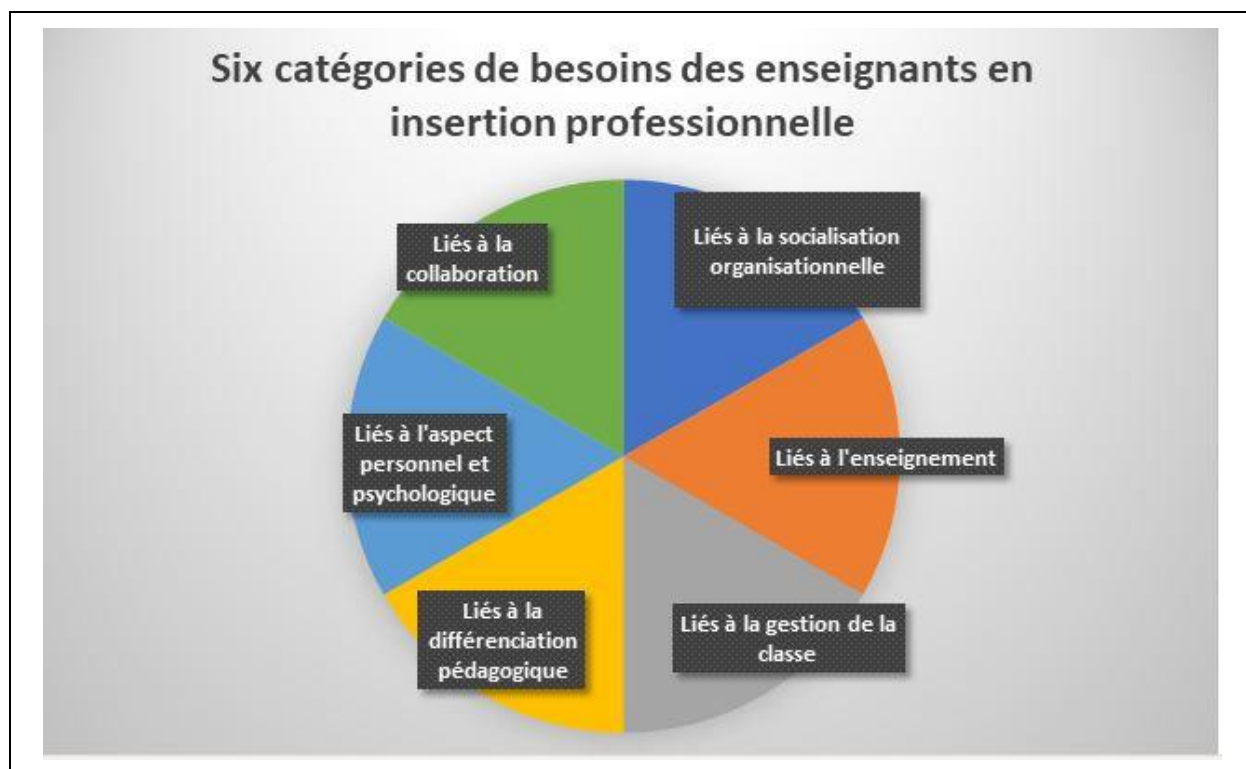 Six catégories de besoins des enseignants en
insertion professionnelle
Liés à la
collaboration
Liés à la socialisation
organisationnelle
Liés à l'aspect
personnel et
psychologique
Liés à l'enseignement
Liés à la
différenciation
pédagogique
Liés à la gestion de la
classe